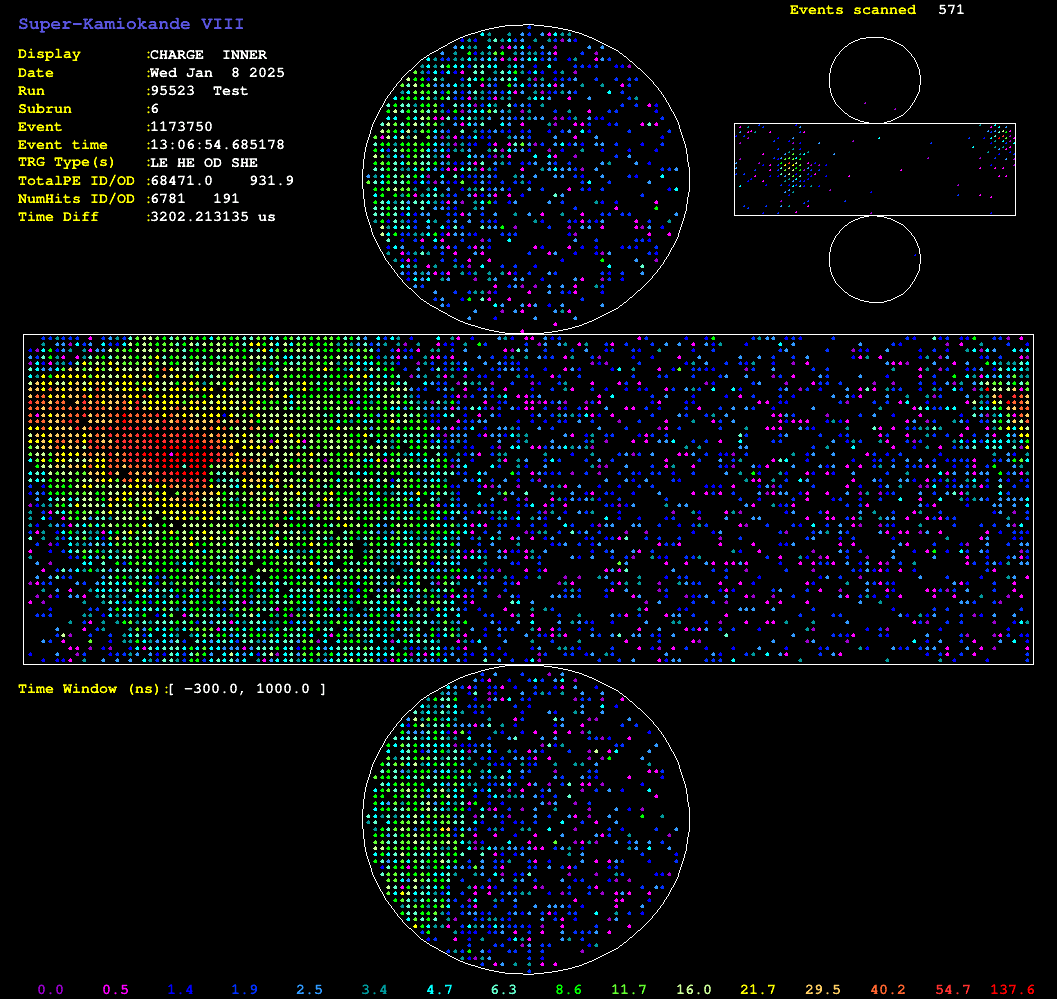 Super-Kamiokande VIII
Events scanned 571
Display :CHARGE INNER
Date :Wed Jan 8 2025
Run :95523 Test
Subrun :6
Event :1173750
Event time :13:06:54.685178
TRG Type(s) :LE HE OD SHE
TotalPE ID/OD :68471.0 931.9
NumHits ID/OD :6781 191
Time Diff :3202.213135 us
Time Window (ns):[ -300.0, 1000.0 ]
0.0 0.5 1.4 1.9 2.5 3.4 4.7 6.3 8.6 11.7 16.0 21.7 29.5 40.2 54.7 137.6